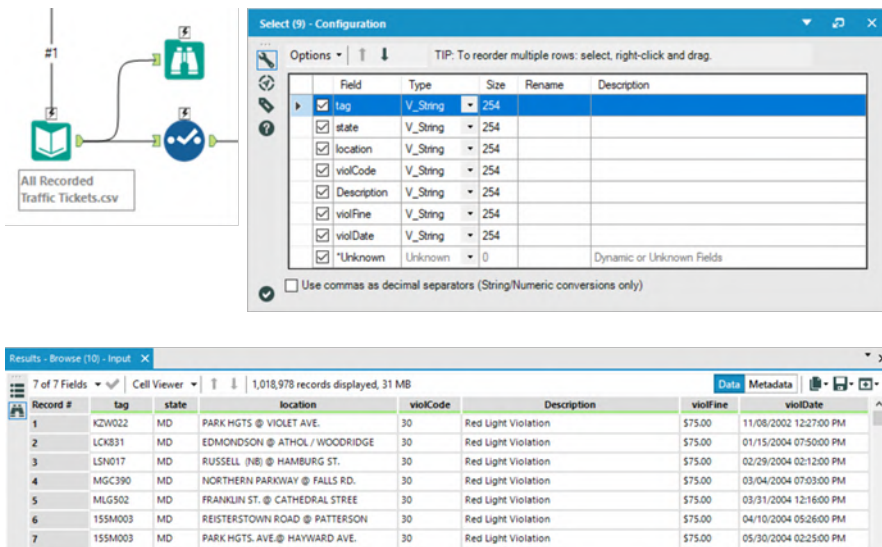 #1
All Recorded
Traffic Tickets.csv
Select (9) - Configuration
Options TIP: To reorder multiple rows: select, right-click and drag.
Field Type Size Rename Description
tag V_String 254
state V_String 254
location V_String 254
violCode V_String 254
Description V_String 254
violFine V_String 254
violDate V_String 254
*Unknown Unknown 0 Dynamic or Unknown Fields
Use commas as decimal separators (String/Numeric conversions only)
Results - Browse (10) - Input
7 of 7 Fields Cell Viewer 1,018,978 records displayed, 31 MB Data Metadata
Record # tag state location violCode Description violFine violDate
1 KZW022 MD PARK HGTS @ VIOLET AVE. 30 Red Light Violation $75.00 11/08/2002 12:27:00 PM
2 LCK831 MD EDMONDSON @ ATHOL / WOODRIDGE 30 Red Light Violation $75.00 01/15/2004 07:50:00 PM
3 LSN017 MD RUSSELL (NB) @ HAMBURG ST. 30 Red Light Violation $75.00 02/29/2004 02:12:00 PM
4 MGC390 MD NORTHERN PARKWAY @ FALLS RD. 30 Red Light Violation $75.00 03/04/2004 07:03:00 PM
5 MLG502 MD FRANKLIN ST. @ CATHEDRAL STREE 30 Red Light Violation $75.00 03/31/2004 12:16:00 PM
6 155M003 MD REISTERSTOWN ROAD @ PATTERSON 30 Red Light Violation $75.00 04/10/2004 05:26:00 PM
7 155M003 MD PARK HGTS. AVE.@ HAYWARD AVE. 30 Red Light Violation $75.00 05/30/2004 02:25:00 PM